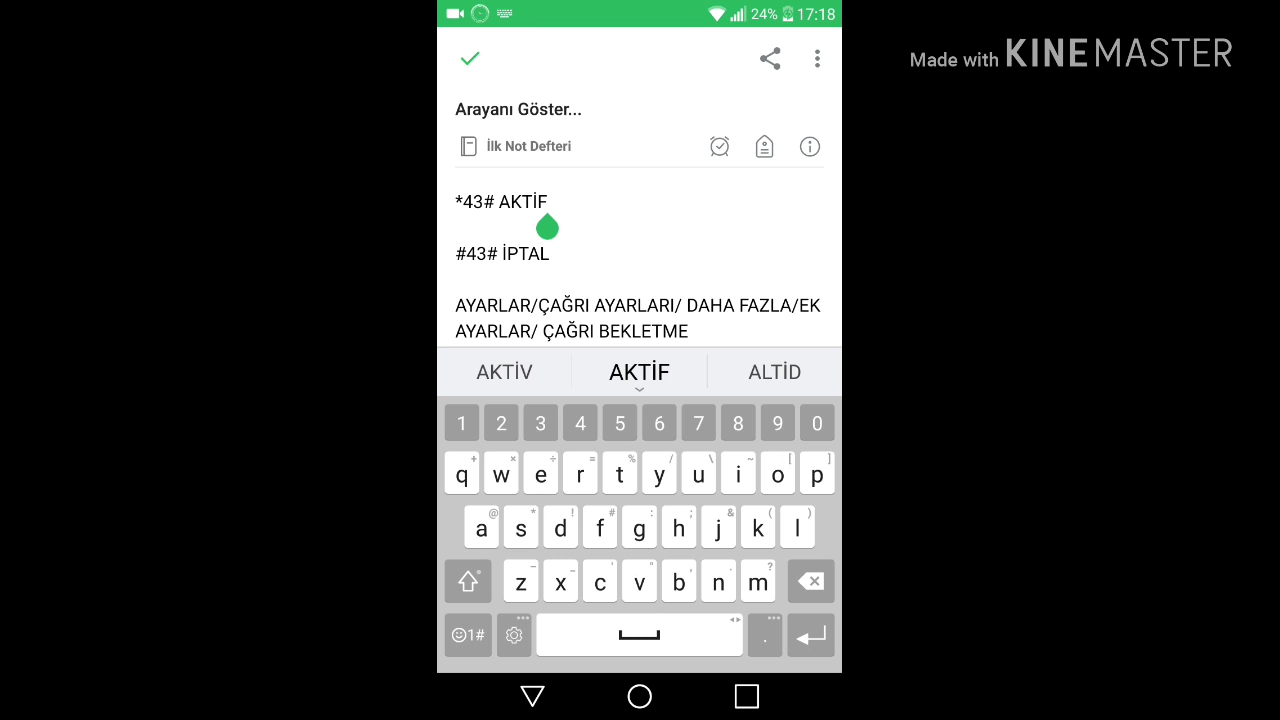 24% 17:18
Made with KINEMASTER
Arayanı Göster...
İlk Not Defteri
*43# AKTİF
#43# İPTAL
AYARLAR/ÇAĞRI AYARLARI/ DAHA FAZLA/EK
AYARLAR/ ÇAĞRI BEKLETME
AKTİV AKTİF ALTİD
1 2 3 4 5 6 7 8 9 0
+ × ÷ = % / \ ~ [ ]
q w e r t y u i o p
@ * ! # : ; & ( )
a s d f g h j k l
z x c v b n m
1# .